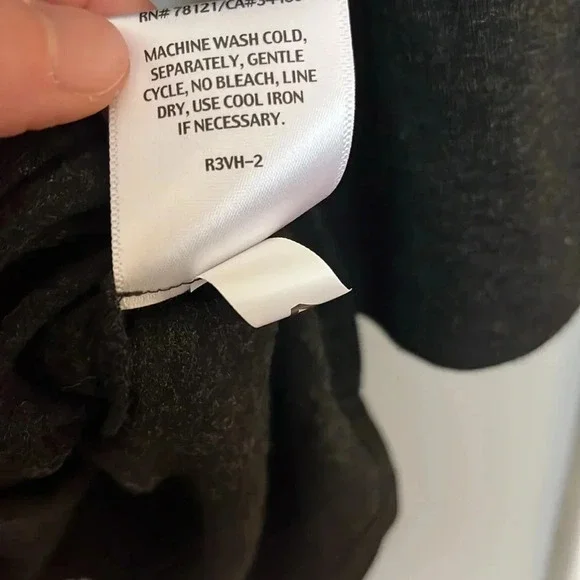 RN# 78121/CA#34
MACHINE WASH COLD,
SEPARATELY, GENTLE
CYCLE, NO BLEACH, LINE
DRY, USE COOL IRON
IF NECESSARY.
R3VH-2